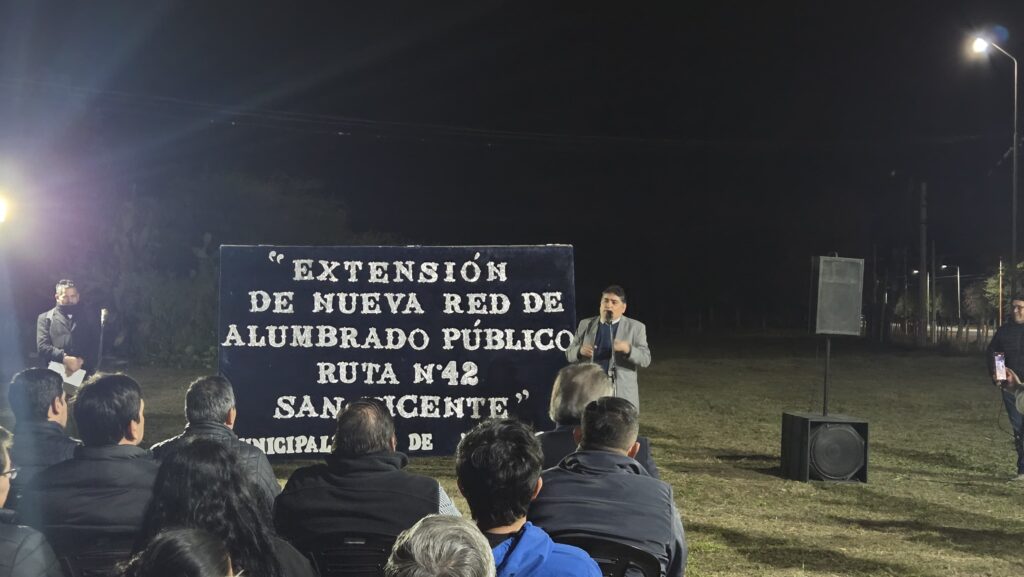 “EXTENSIÓN
DE NUEVA RED DE
ALUMBRADO PÚBLICO
RUTA N°42
SAN VICENTE”
DE